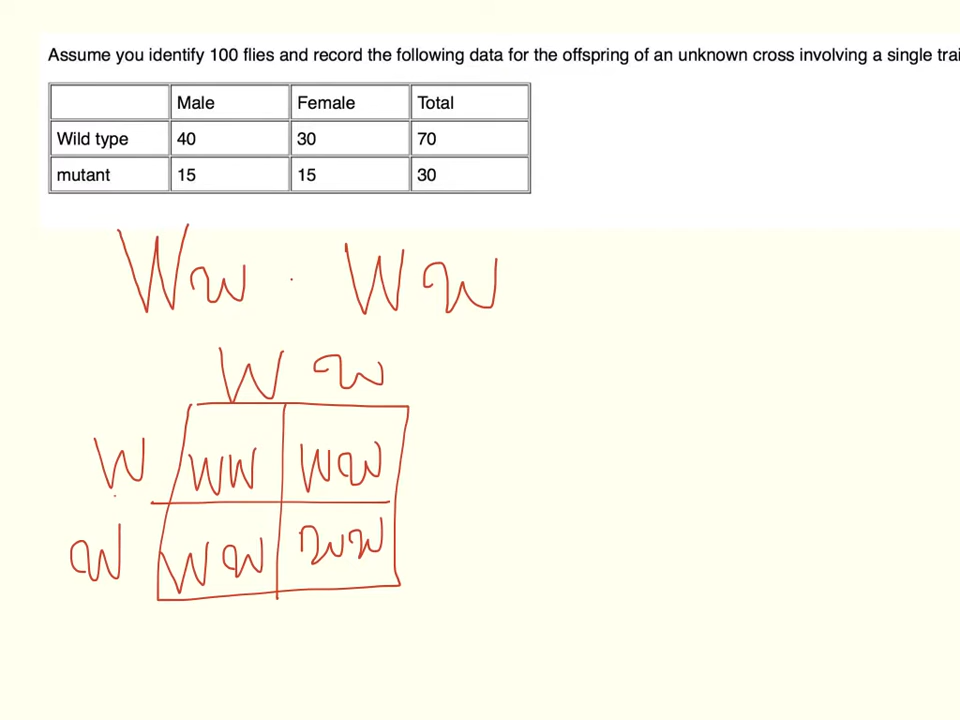 Assume you identify 100 flies and record the following data for the offspring of an unknown cross involving a single trai
Male Female Total
Wild type 40 30 70
mutant 15 15 30
Ww · Ww
W w
W WW Ww
w Ww ww